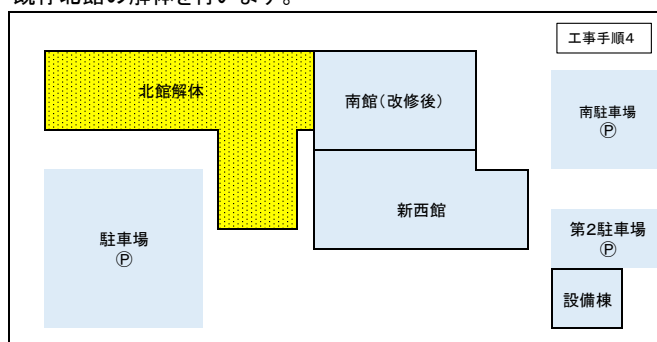 既存北館の解体を行います。
工事手順4
北館解体
南館(改修後)
南駐車場
Ⓟ
新西館
駐車場
Ⓟ
第2駐車場
Ⓟ
設備棟